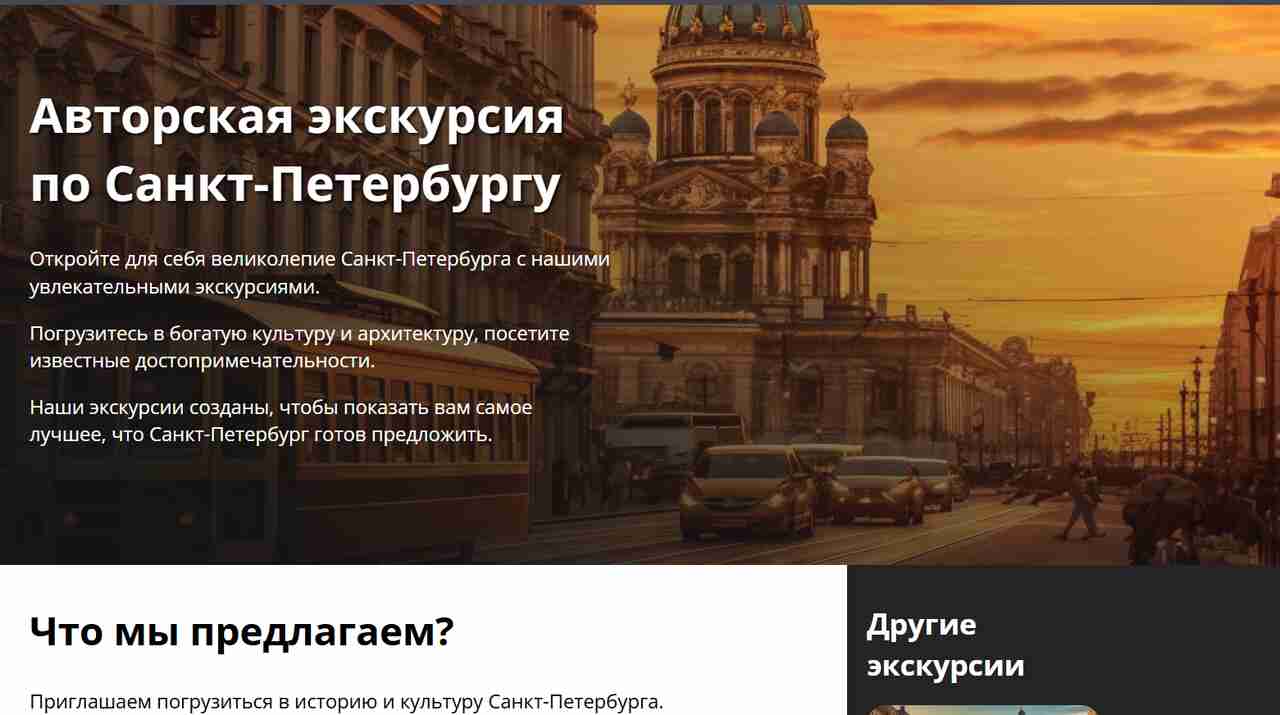 Авторская экскурсия
по Санкт-Петербургу
Откройте для себя великолепие Санкт-Петербурга с нашими
увлекательными экскурсиями.
Погрузитесь в богатую культуру и архитектуру, посетите
известные достопримечательности.
Наши экскурсии созданы, чтобы показать вам самое
лучшее, что Санкт-Петербург готов предложить.
Что мы предлагаем?
Приглашаем погрузиться в историю и культуру Санкт-Петербурга.
Другие
экскурсии